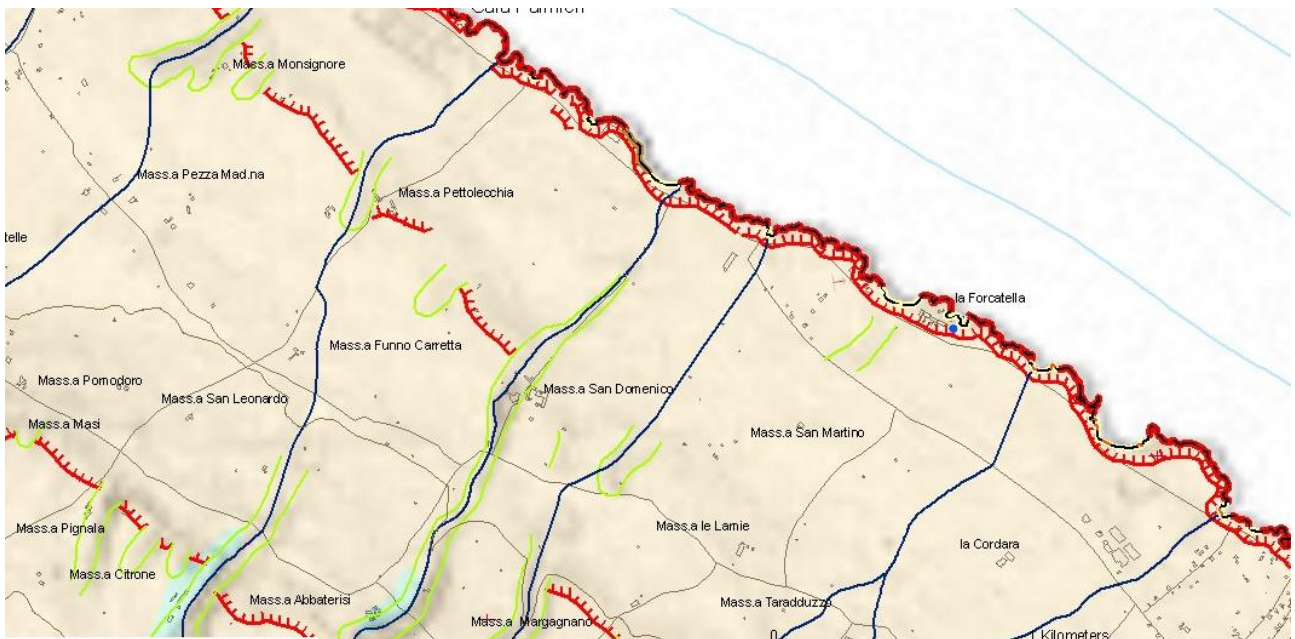 Mass.a Monsignore
Mass.a Pezza Mad.na
Mass.a Pettolecchia
telle
la Forcatella
Mass.a Funno Carretta
Mass.a Pomodoro
Mass.a San Domenico
Mass.a San Leonardo
Mass.a Masi
Mass.a San Martino
Mass.a Pignala
Mass.a le Lamie
la Cordara
Mass.a Citrone
Mass.a Abbaterisi
Mass.a Taradduzzo
Mass.a Margagnano
0
Kilometers